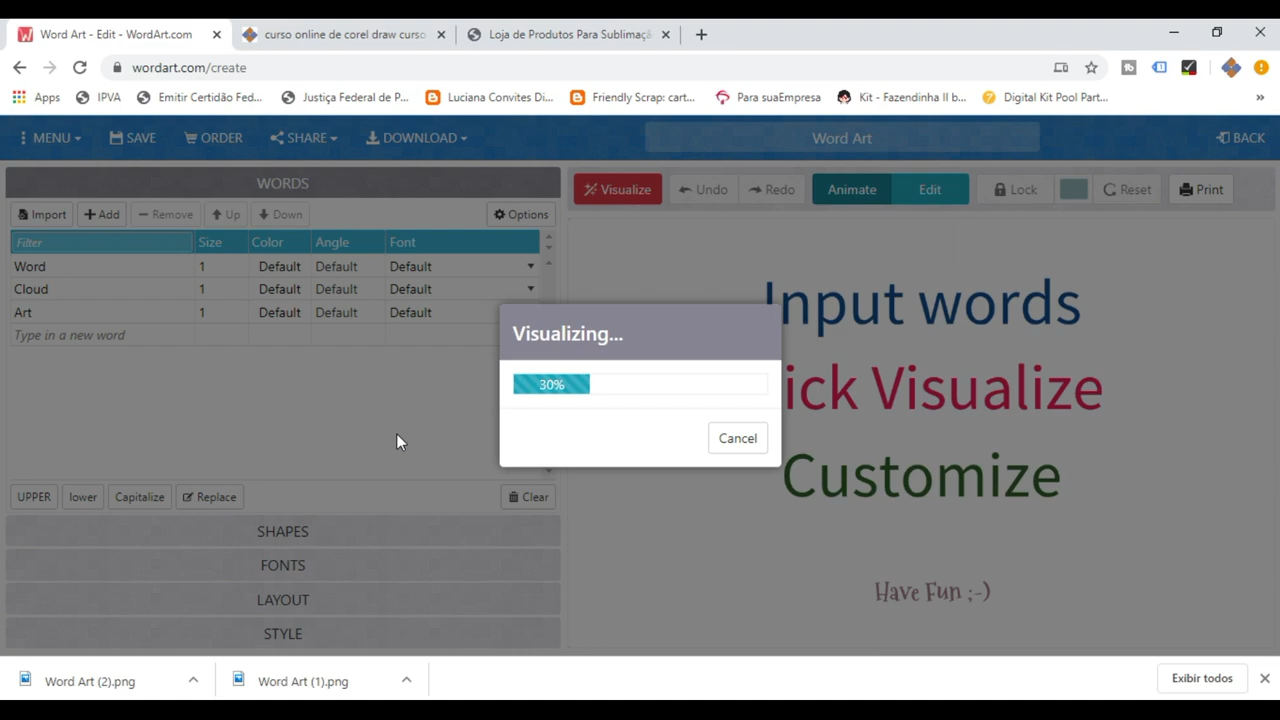 Word Art - Edit - WordArt.com
curso online de corel draw curso
Loja de Produtos Para Sublimaçã
wordart.com/create
Apps
IPVA
Emitir Certidão Fed...
Justiça Federal de P...
Luciana Convites Di...
Friendly Scrap: cart...
Para suaEmpresa
Kit - Fazendinha II b...
Digital Kit Pool Part...
»
MENU
SAVE
ORDER
SHARE
DOWNLOAD
Word Art
BACK
WORDS
Import
Add
Remove
Up
Down
Options
Filter Size Color Angle Font
Word 1 Default Default Default
Cloud 1 Default Default Default
Art 1 Default Default Default
Type in a new word
UPPER
lower
Capitalize
Replace
Clear
SHAPES
FONTS
LAYOUT
STYLE
Visualize
Undo
Redo
Animate
Edit
Lock
Reset
Print
Input words
ick Visualize
Customize
Have Fun ;-)
Visualizing...
30%
Cancel
Word Art (2).png
Word Art (1).png
Exibir todos